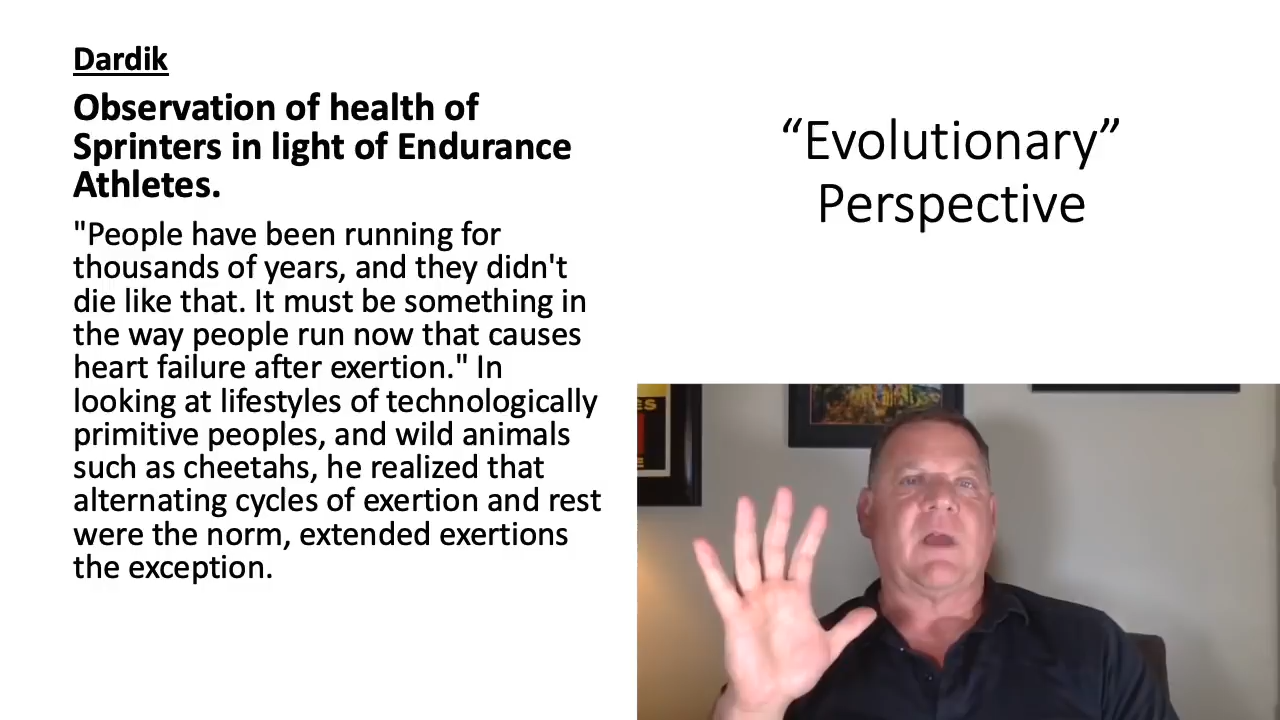 Dardik
Observation of health of
Sprinters in light of Endurance
Athletes.
"People have been running for
thousands of years, and they didn't
die like that. It must be something in
the way people run now that causes
heart failure after exertion." In
looking at lifestyles of technologically
primitive peoples, and wild animals
such as cheetahs, he realized that
alternating cycles of exertion and rest
were the norm, extended exertions
the exception.
“Evolutionary”
Perspective
ES